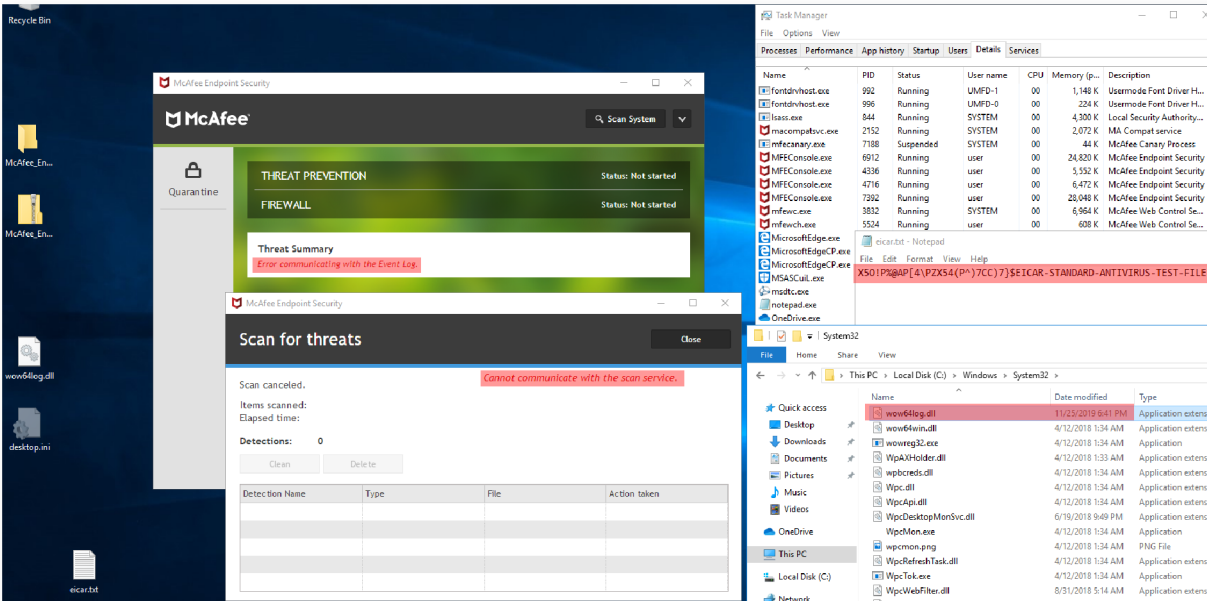 Recycle Bin
McAfee_En...
McAfee_En...
wow64log.dll
desktop.ini
eicar.txt
McAfee Endpoint Security
McAfee
Scan System
Quarantine
THREAT PREVENTION Status: Not started
FIREWALL Status: Not started
Threat Summary
Error communicating with the Event Log.
McAfee Endpoint Security
Scan for threats
Close
Scan canceled.
Cannot communicate with the scan service.
Items scanned:
Elapsed time:
Detections: 0
Clean Delete
Detection Name Type File Action taken
Task Manager
File Options View
Processes Performance App history Startup Users Details Services
Name PID Status User name CPU Memory (p... Description
fontdrvhost.exe 992 Running UMFD-1 00 1,148 K Usermode Font Driver H...
fontdrvhost.exe 996 Running UMFD-0 00 224 K Usermode Font Driver H...
lsass.exe 844 Running SYSTEM 00 4,300 K Local Security Authority...
macompatsvc.exe 2152 Running SYSTEM 00 2,072 K MA Compat service
mfecanary.exe 7188 Suspended SYSTEM 00 44 K McAfee Canary Process
MFEConsole.exe 6912 Running user 00 24,820 K McAfee Endpoint Security
MFEConsole.exe 4336 Running user 00 5,552 K McAfee Endpoint Security
MFEConsole.exe 4716 Running user 00 6,472 K McAfee Endpoint Security
MFEConsole.exe 7392 Running user 00 28,048 K McAfee Endpoint Security
mfewc.exe 3832 Running SYSTEM 00 6,964 K McAfee Web Control Se...
mfewch.exe 5524 Running user 00 608 K McAfee Web Control Se...
MicrosoftEdge.exe
MicrosoftEdgeCP.exe
MicrosoftEdgeCP.exe
MSASCuiL.exe
msdtc.exe
notepad.exe
OneDrive.exe
eicar.txt - Notepad
File Edit Format View Help
X5O!P%@AP[4\PZX54(P^)7CC)7}$EICAR-STANDARD-ANTIVIRUS-TEST-FILE
System32
File Home Share View
This PC > Local Disk (C:) > Windows > System32 >
Quick access
Desktop
Downloads
Documents
Pictures
Music
Videos
OneDrive
This PC
Local Disk (C:)
Network
Name Date modified Type
wow64log.dll 11/25/2019 6:41 PM Application extens
wow64win.dll 4/12/2018 1:34 AM Application extens
wowreg32.exe 4/12/2018 1:34 AM Application
WpAXHolder.dll 4/12/2018 1:33 AM Application extens
wpbcreds.dll 4/12/2018 1:34 AM Application extens
Wpc.dll 4/12/2018 1:34 AM Application extens
WpcApi.dll 4/12/2018 1:34 AM Application extens
WpcDesktopMonSvc.dll 6/19/2018 9:49 PM Application extens
WpcMon.exe 4/12/2018 1:34 AM Application
wpcmon.png 4/12/2018 1:34 AM PNG File
WpcRefreshTask.dll 4/12/2018 1:34 AM Application extens
WpcTok.exe 4/12/2018 1:34 AM Application
WpcWebFilter.dll 8/31/2018 5:14 AM Application extens